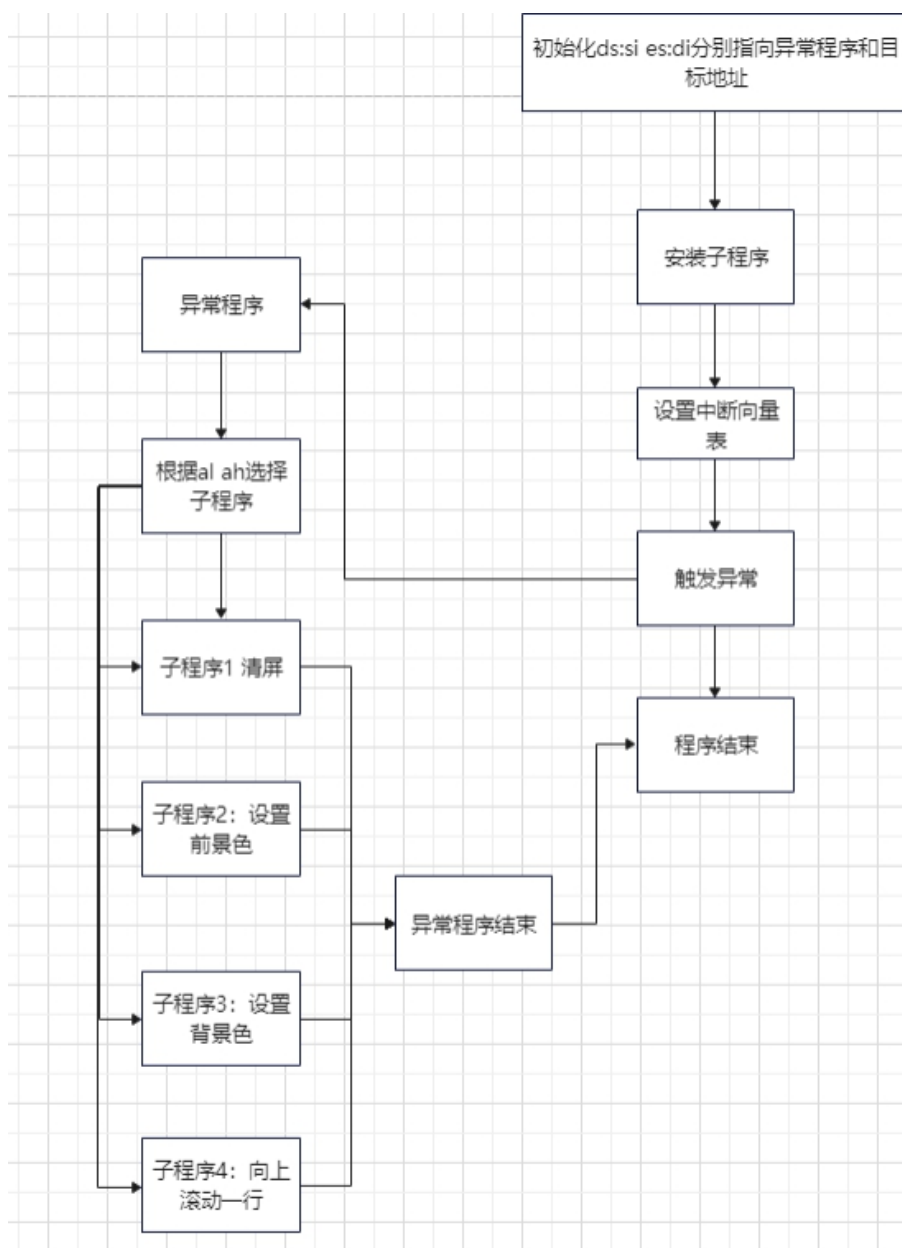 初始化ds:si es:di分别指向异常程序和目
标地址
安装子程序
异常程序
设置中断向量
表
根据al ah选择
子程序
触发异常
子程序1 清屏
程序结束
子程序2：设置
前景色
异常程序结束
子程序3：设置
背景色
子程序4：向上
滚动一行